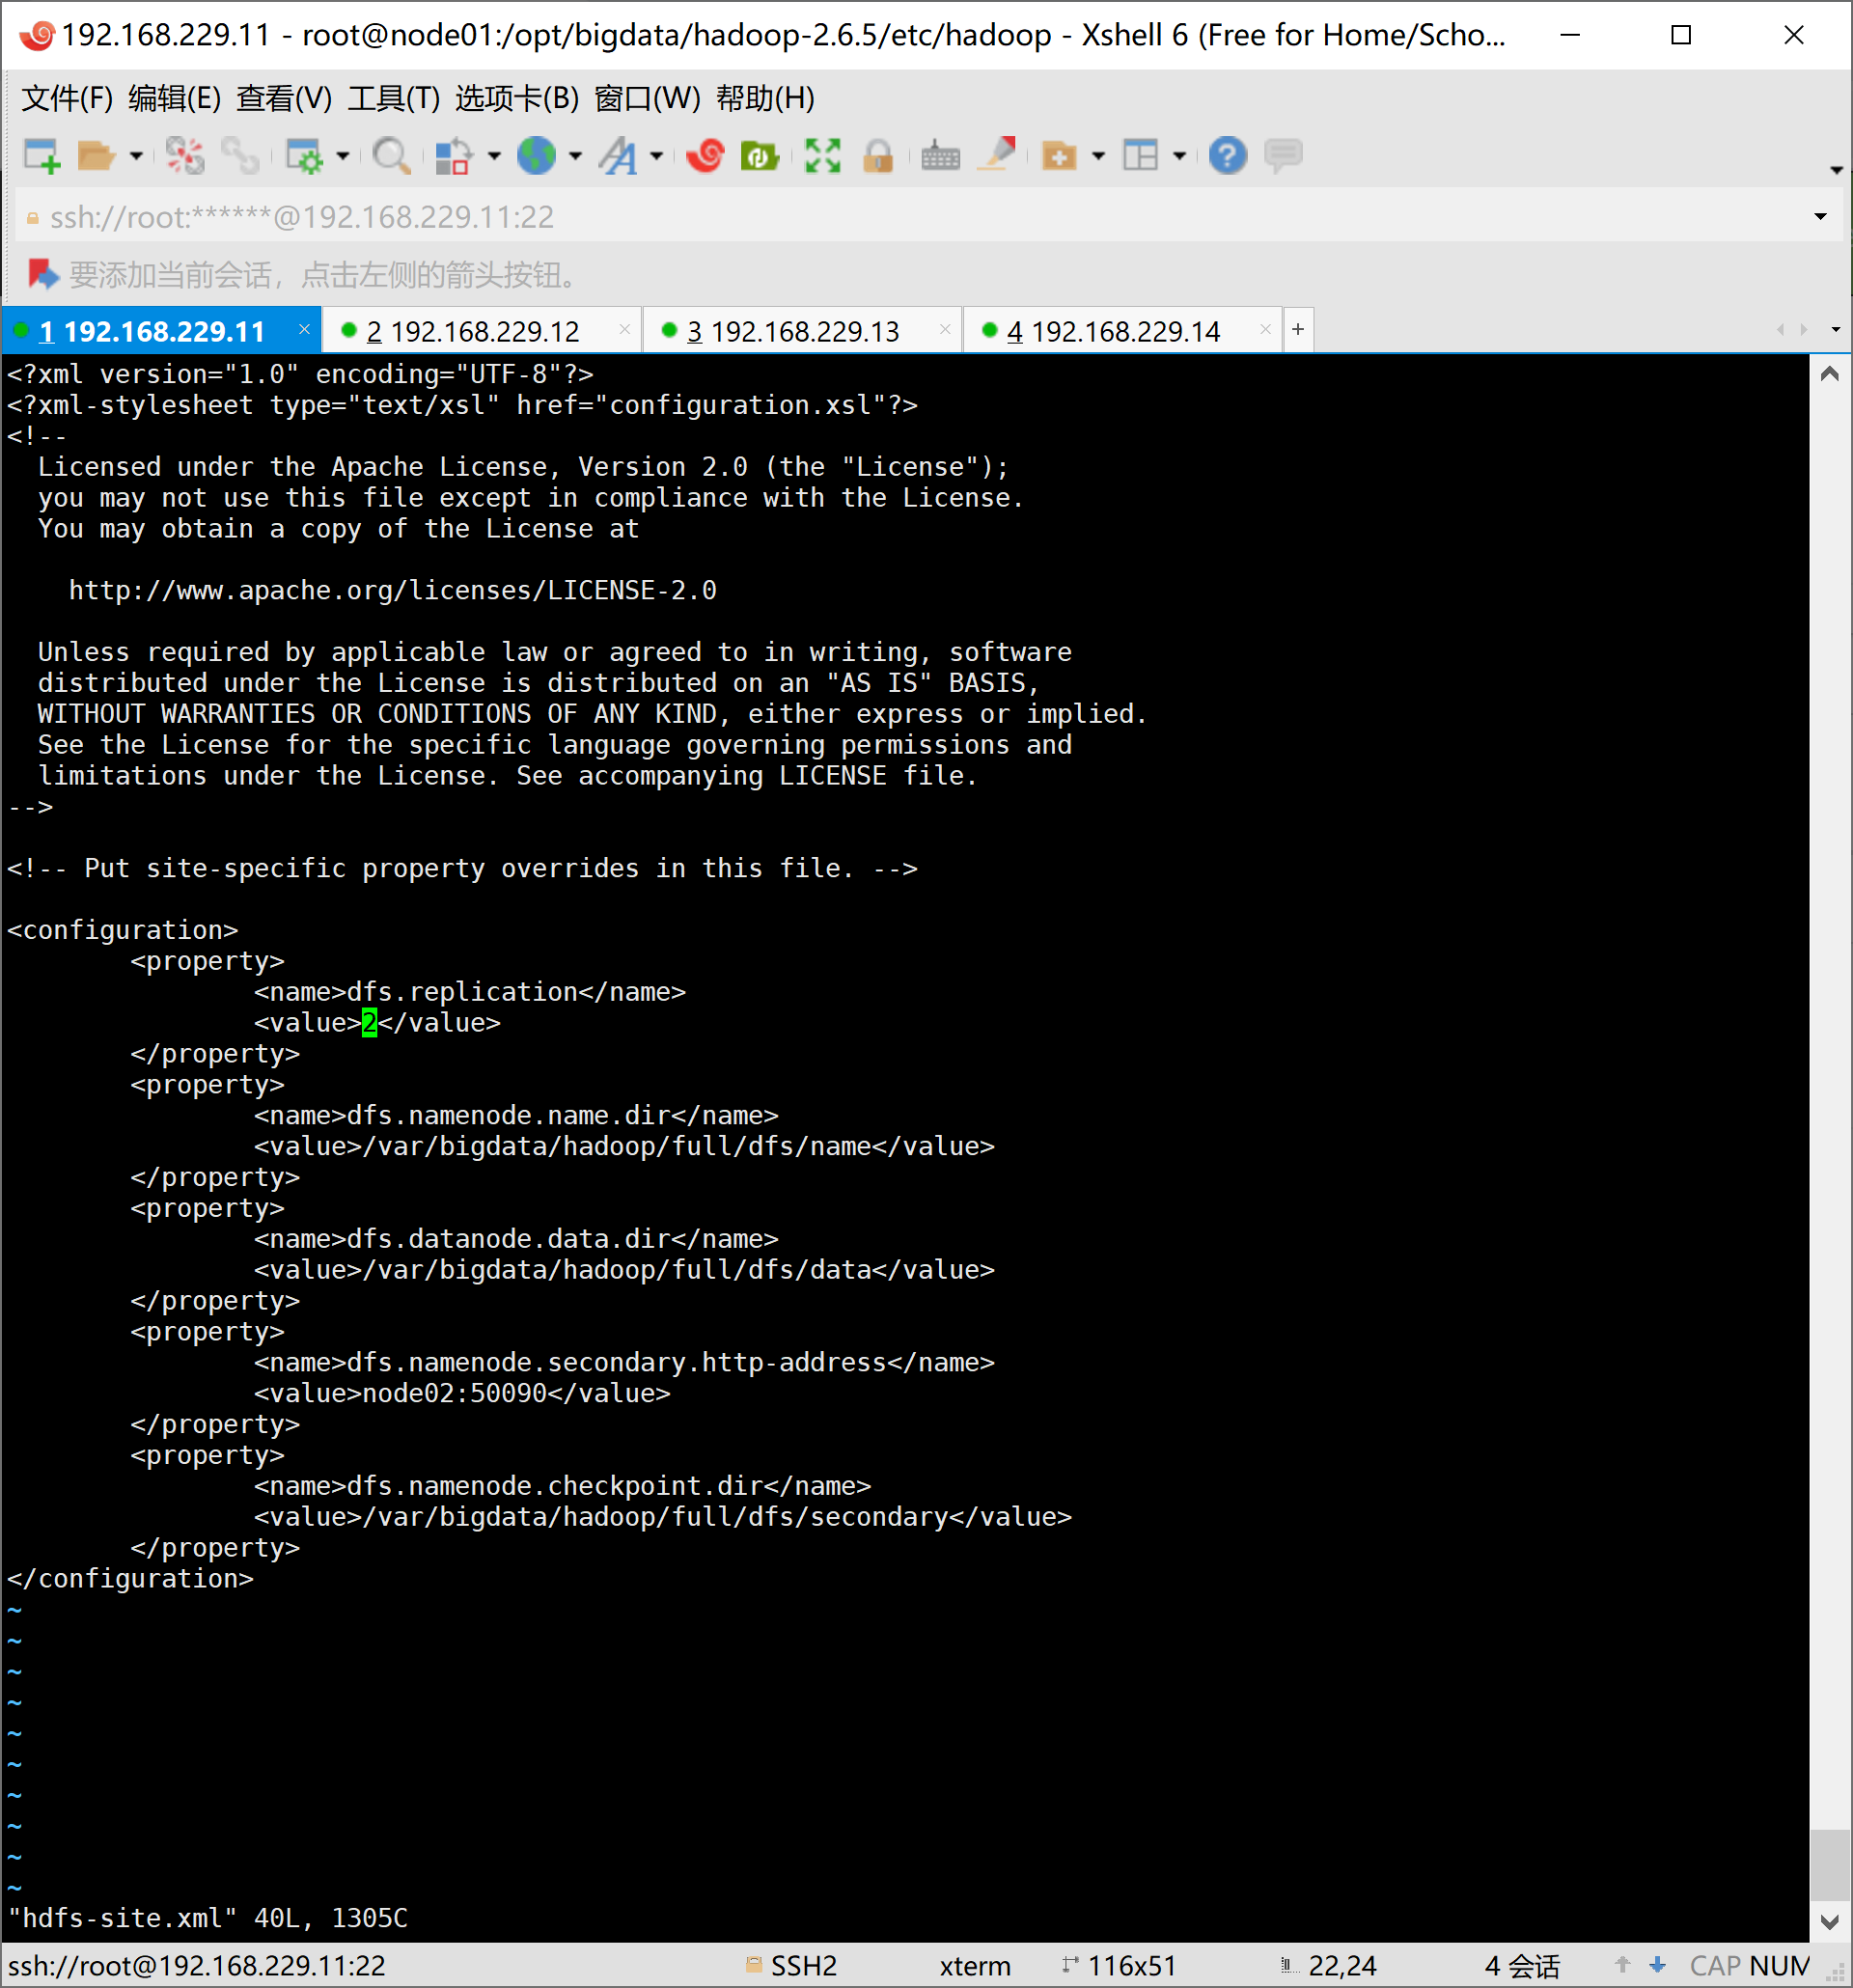 192.168.229.11 - root@node01:/opt/bigdata/hadoop-2.6.5/etc/hadoop - Xshell 6 (Free for Home/Scho...
文件(F) 编辑(E) 查看(V) 工具(T) 选项卡(B) 窗口(W) 帮助(H)
ssh://root:******@192.168.229.11:22
要添加当前会话，点击左侧的箭头按钮。
1 192.168.229.11 × 2 192.168.229.12 × 3 192.168.229.13 × 4 192.168.229.14 × +
<?xml version="1.0" encoding="UTF-8"?>
<?xml-stylesheet type="text/xsl" href="configuration.xsl"?>
<!--
  Licensed under the Apache License, Version 2.0 (the "License");
  you may not use this file except in compliance with the License.
  You may obtain a copy of the License at
    http://www.apache.org/licenses/LICENSE-2.0
  Unless required by applicable law or agreed to in writing, software
  distributed under the License is distributed on an "AS IS" BASIS,
  WITHOUT WARRANTIES OR CONDITIONS OF ANY KIND, either express or implied.
  See the License for the specific language governing permissions and
  limitations under the License. See accompanying LICENSE file.
-->
<!-- Put site-specific property overrides in this file. -->
<configuration>
        <property>
                <name>dfs.replication</name>
                <value>2</value>
        </property>
        <property>
                <name>dfs.namenode.name.dir</name>
                <value>/var/bigdata/hadoop/full/dfs/name</value>
        </property>
        <property>
                <name>dfs.datanode.data.dir</name>
                <value>/var/bigdata/hadoop/full/dfs/data</value>
        </property>
        <property>
                <name>dfs.namenode.secondary.http-address</name>
                <value>node02:50090</value>
        </property>
        <property>
                <name>dfs.namenode.checkpoint.dir</name>
                <value>/var/bigdata/hadoop/full/dfs/secondary</value>
        </property>
</configuration>
~
~
~
~
~
~
~
~
~
~
"hdfs-site.xml" 40L, 1305C
ssh://root@192.168.229.11:22 SSH2 xterm 116x51 22,24 4 会话 CAP NUM